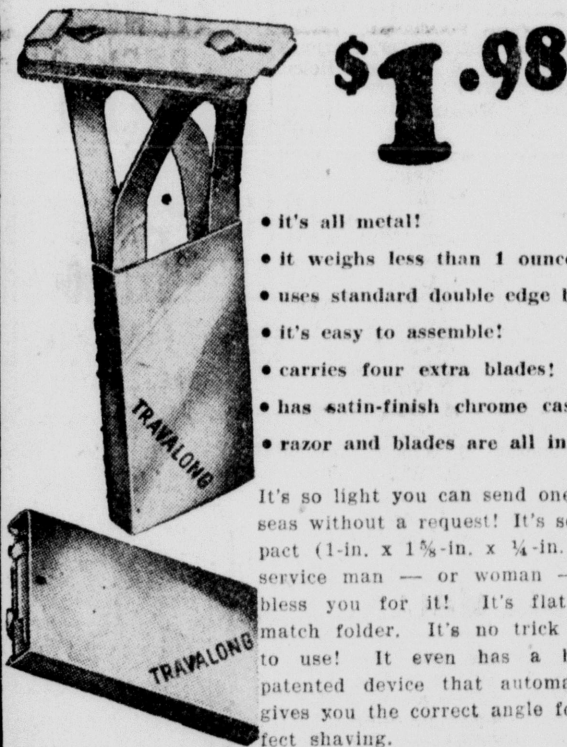 $1.98
• it's all metal!
• it weighs less than 1 ounce
• uses standard double edge
• it's easy to assemble!
• carries four extra blades!
• has satin-finish chrome cas
• razor and blades are all in
TRAVALONG
TRAVALONG
It's so light you can send one
seas without a request! It's s
pact (1-in. x 1⅝-in. x ¼-in.
service man — or woman —
bless you for it! It's flat
match folder. It's no trick
to use! It even has a
patented device that automa
gives you the correct angle fo
fect shaving.